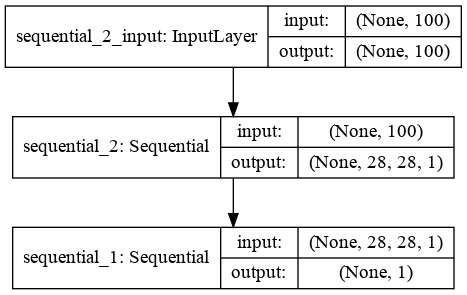 sequential_2_input: InputLayer input: (None, 100)
output: (None, 100)
sequential_2: Sequential input: (None, 100)
output: (None, 28, 28, 1)
sequential_1: Sequential input: (None, 28, 28, 1)
output: (None, 1)